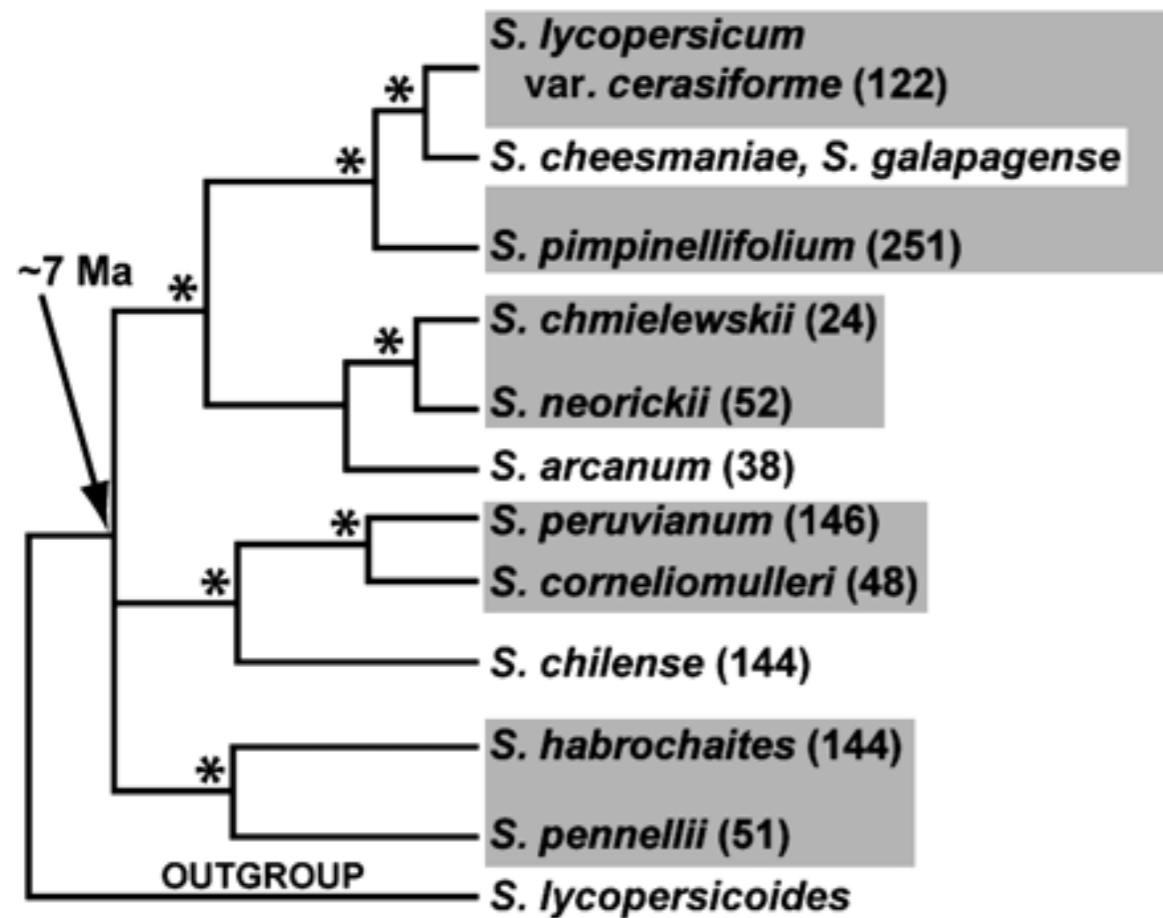 S. lycopersicum
var. cerasiforme (122)
*
S. cheesmaniae, S. galapagense
*
S. pimpinellifolium (251)
~7 Ma
*
S. chmielewskii (24)
*
S. neorickii (52)
S. arcanum (38)
S. peruvianum (146)
*
S. corneliomulleri (48)
*
S. chilense (144)
S. habrochaites (144)
*
S. pennellii (51)
OUTGROUP
S. lycopersicoides